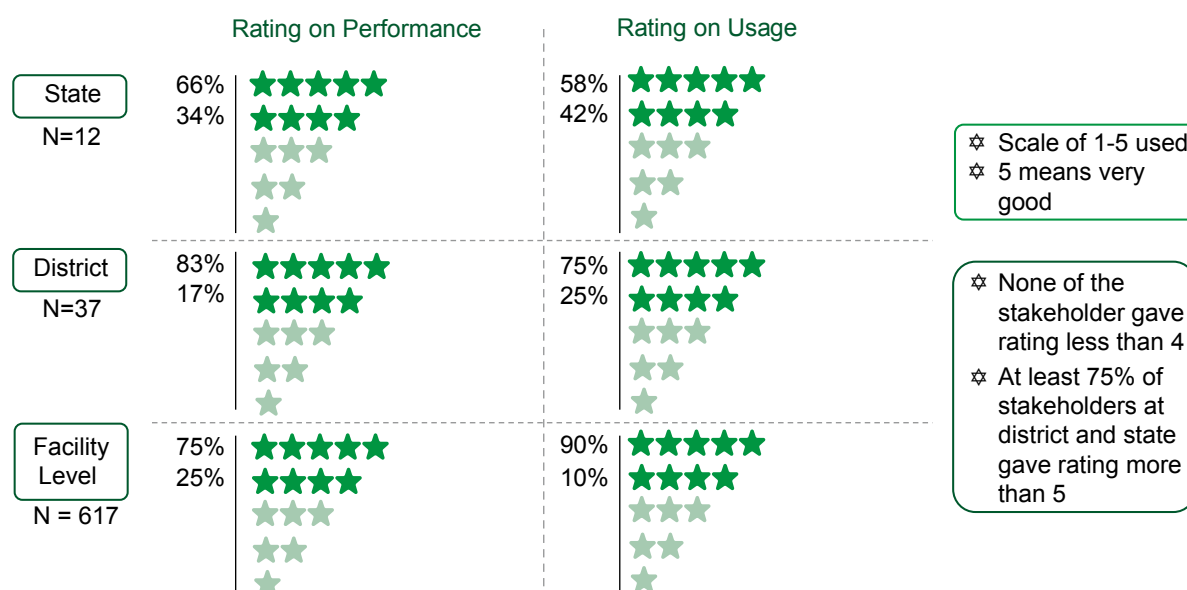 Rating on Performance
Rating on Usage
State
N=12
66%
34%
58%
42%
District
N=37
83%
17%
75%
25%
Facility
Level
N = 617
75%
25%
90%
10%
Scale of 1-5 used
5 means very
good
None of the
stakeholder gave
rating less than 4
At least 75% of
stakeholders at
district and state
gave rating more
than 5